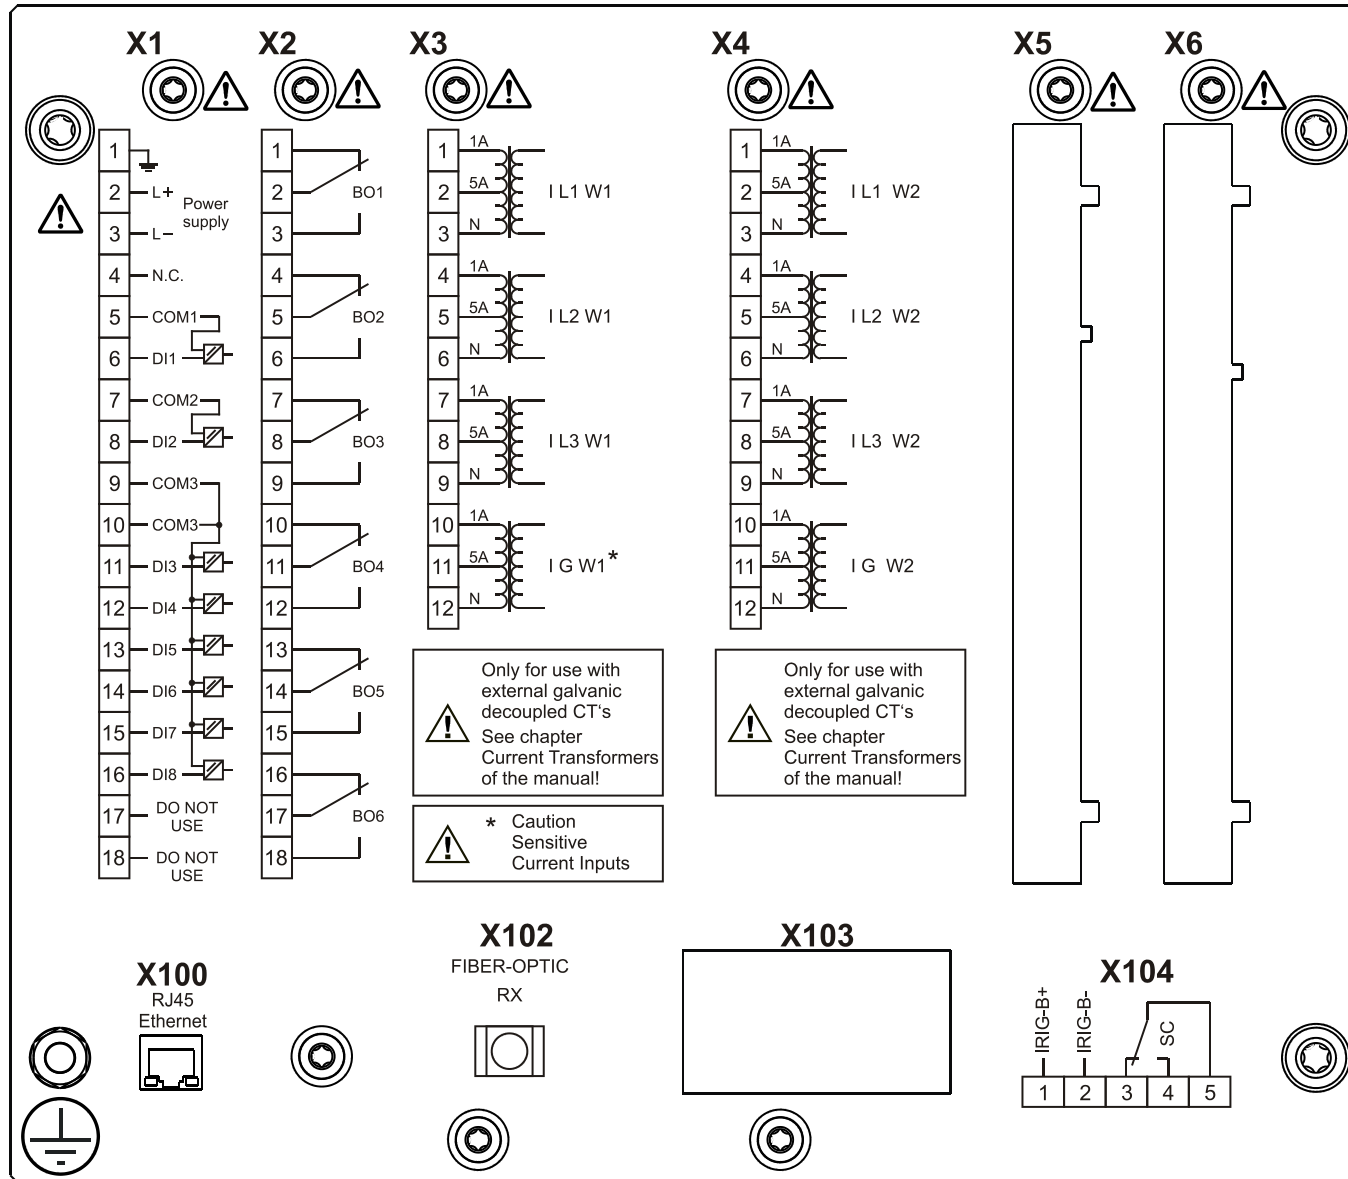 X1
X2
X3
X4
X5
X6
1
2 L+
Power
supply
3 L-
4 N.C.
5 COM1
6 DI1
7 COM2
8 DI2
9 COM3
10 COM3
11 DI3
12 DI4
13 DI5
14 DI6
15 DI7
16 DI8
17 DO NOT
USE
18 DO NOT
USE
1
2 BO1
3
4
5 BO2
6
7
8 BO3
9
10
11 BO4
12
13
14 BO5
15
16
17 BO6
18
1 1A
2 5A I L1 W1
3 N
4 1A
5 5A I L2 W1
6 N
7 1A
8 5A I L3 W1
9 N
10 1A
11 5A I G W1*
12 N
Only for use with
external galvanic
decoupled CT‘s
See chapter
Current Transformers
of the manual!
* Caution
Sensitive
Current Inputs
1 1A
2 5A I L1 W2
3 N
4 1A
5 5A I L2 W2
6 N
7 1A
8 5A I L3 W2
9 N
10 1A
11 5A I G W2
12 N
Only for use with
external galvanic
decoupled CT‘s
See chapter
Current Transformers
of the manual!
X100
RJ45
Ethernet
X102
FIBER-OPTIC
RX
X103
X104
IRIG-B+
IRIG-B-
SC
1 2 3 4 5